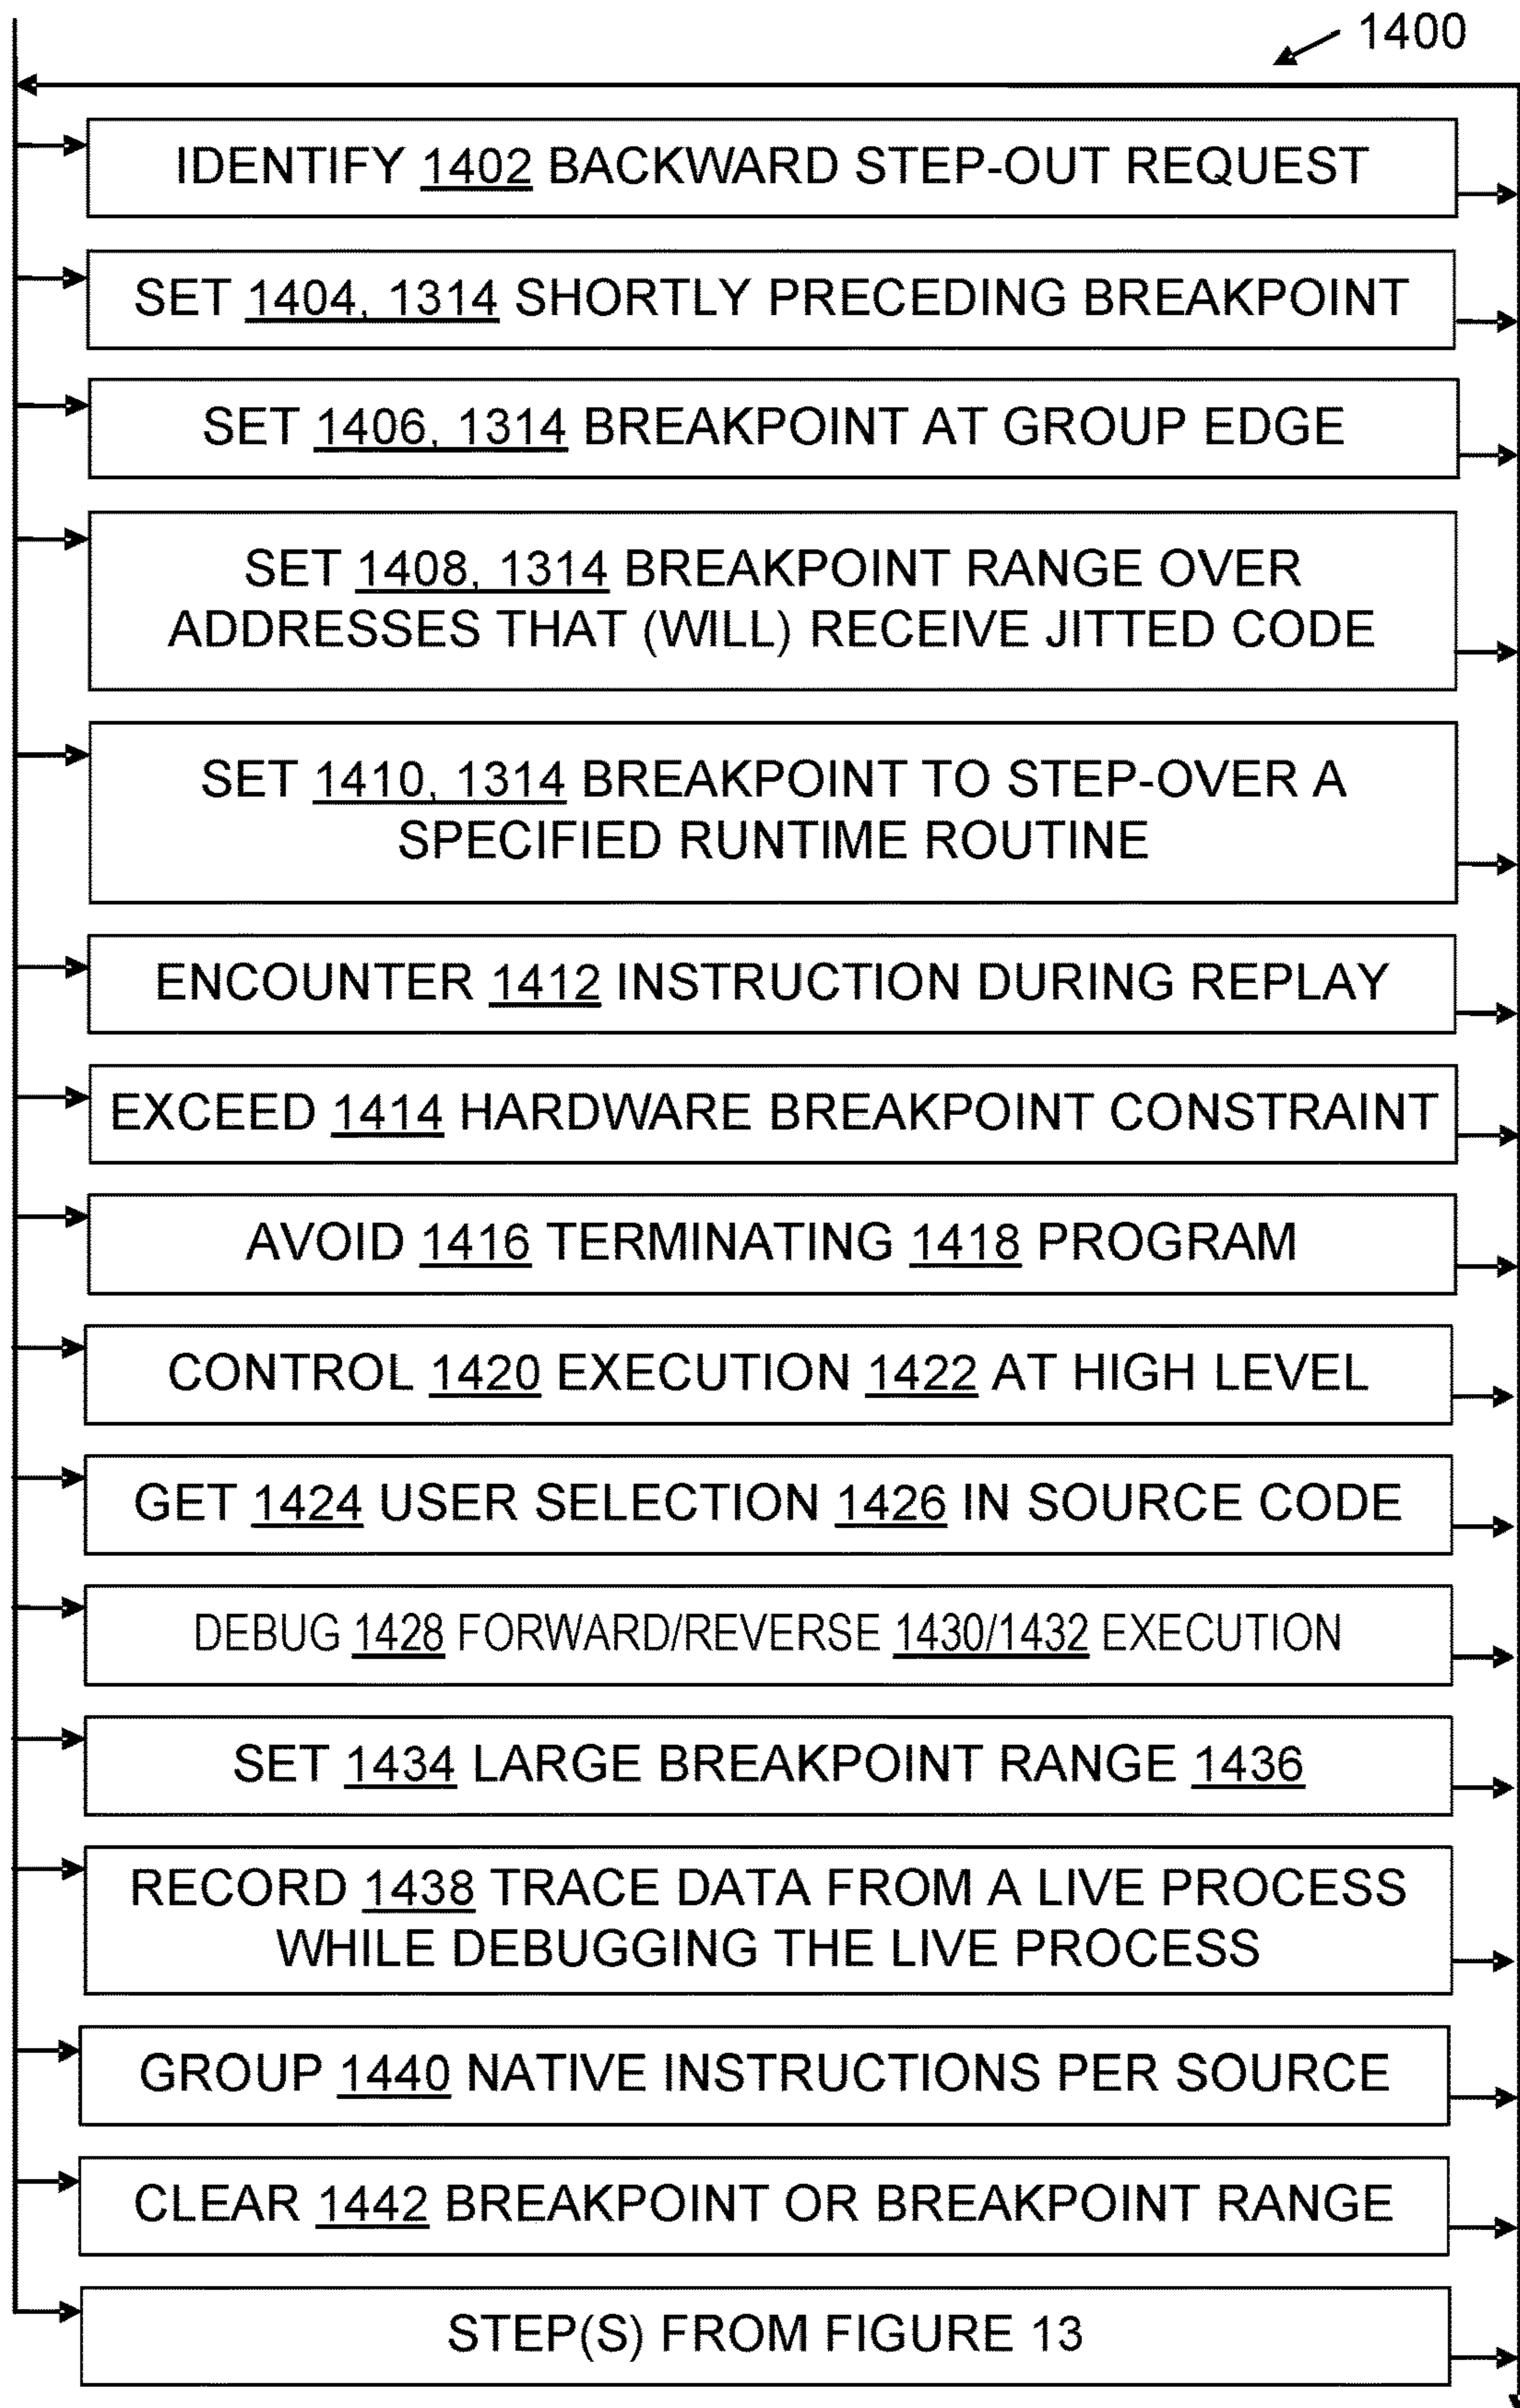 1400
IDENTIFY 1402 BACKWARD STEP-OUT REQUEST
SET 1404, 1314 SHORTLY PRECEDING BREAKPOINT
SET 1406, 1314 BREAKPOINT AT GROUP EDGE
SET 1408, 1314 BREAKPOINT RANGE OVER
ADDRESSES THAT (WILL) RECEIVE JITTED CODE
SET 1410, 1314 BREAKPOINT TO STEP-OVER A
SPECIFIED RUNTIME ROUTINE
ENCOUNTER 1412 INSTRUCTION DURING REPLAY
EXCEED 1414 HARDWARE BREAKPOINT CONSTRAINT
AVOID 1416 TERMINATING 1418 PROGRAM
CONTROL 1420 EXECUTION 1422 AT HIGH LEVEL
GET 1424 USER SELECTION 1426 IN SOURCE CODE
DEBUG 1428 FORWARD/REVERSE 1430/1432 EXECUTION
SET 1434 LARGE BREAKPOINT RANGE 1436
RECORD 1438 TRACE DATA FROM A LIVE PROCESS
WHILE DEBUGGING THE LIVE PROCESS
GROUP 1440 NATIVE INSTRUCTIONS PER SOURCE
CLEAR 1442 BREAKPOINT OR BREAKPOINT RANGE
STEP(S) FROM FIGURE 13